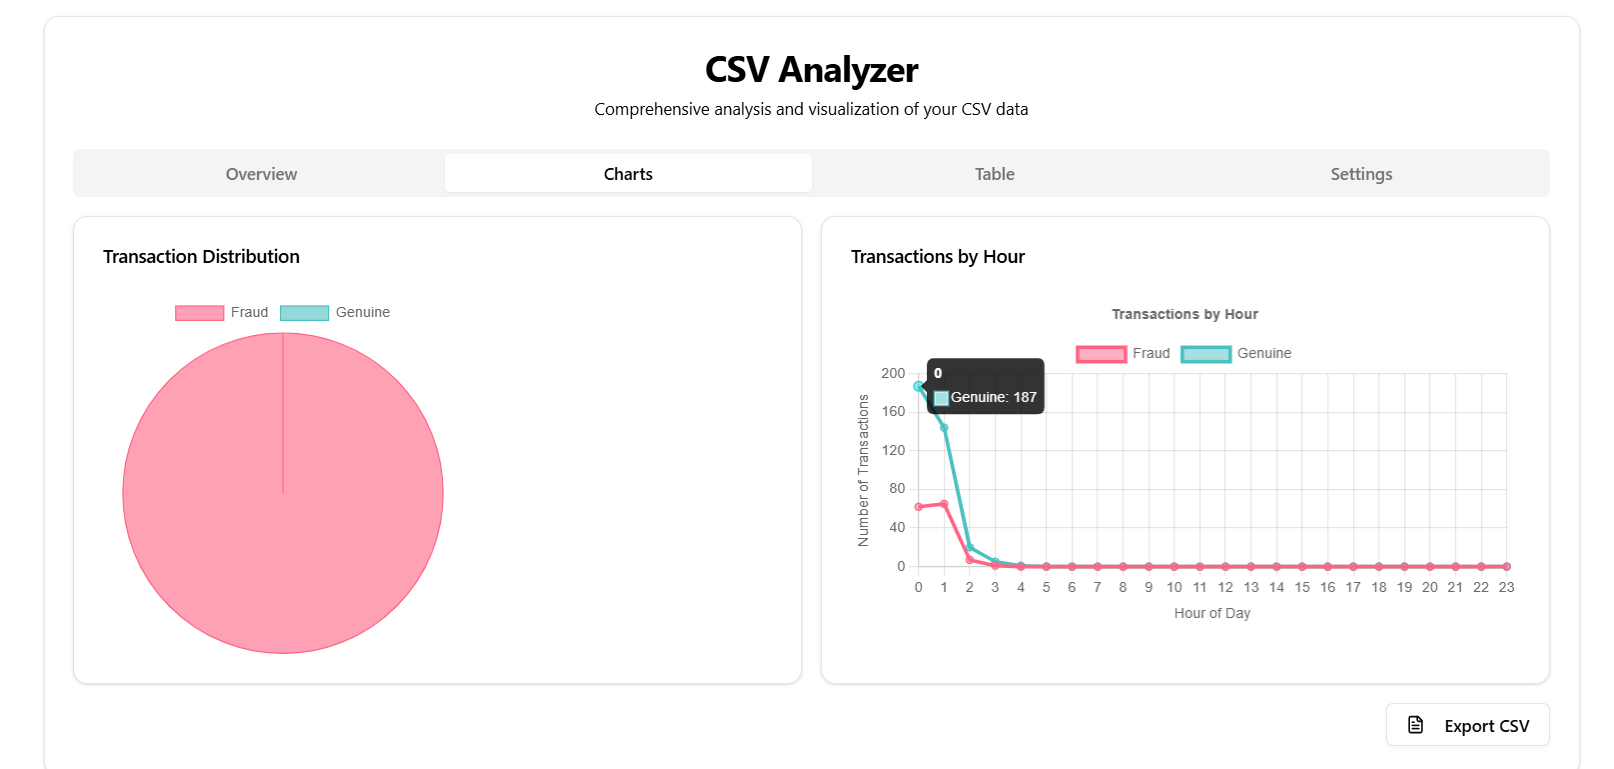 CSV Analyzer
Comprehensive analysis and visualization of your CSV data
Overview Charts Table Settings
Transaction Distribution
Fraud Genuine
Transactions by Hour
Transactions by Hour
Fraud Genuine
0
Genuine: 187
Number of Transactions
200
160
120
80
40
0
0 1 2 3 4 5 6 7 8 9 10 11 12 13 14 15 16 17 18 19 20 21 22 23
Hour of Day
Export CSV